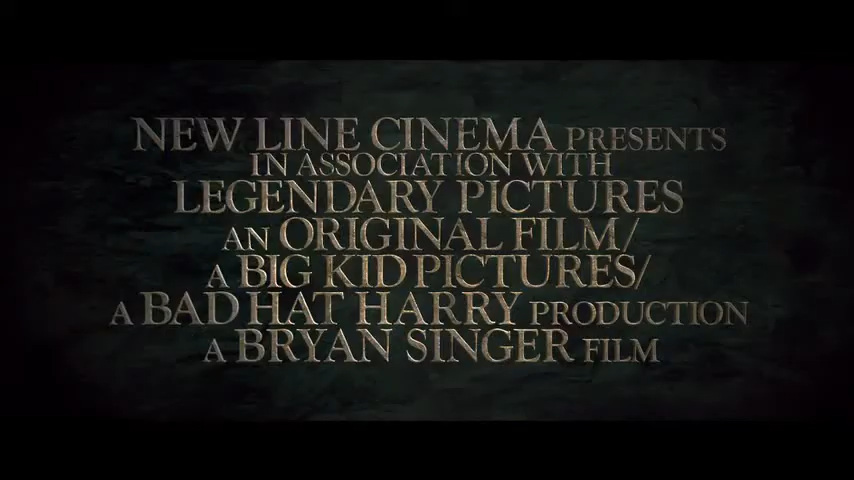 NEW LINE CINEMA PRESENTS
IN ASSOCIATION WITH
LEGENDARY PICTURES
AN ORIGINAL FILM/
A BIG KID PICTURES/
A BAD HAT HARRY PRODUCTION
A BRYAN SINGER FILM